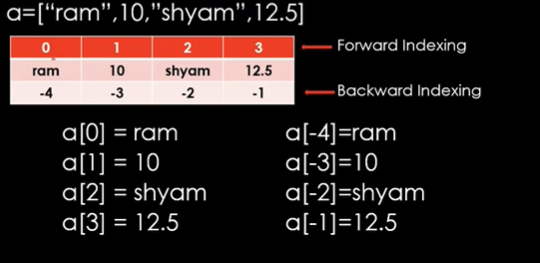 a=[“ram”,10,”shyam”,12.5]
0 1 2 3 Forward Indexing
ram 10 shyam 12.5
-4 -3 -2 -1 Backward Indexing
a[0] = ram a[-4]=ram
a[1] = 10 a[-3]=10
a[2] = shyam a[-2]=shyam
a[3] = 12.5 a[-1]=12.5